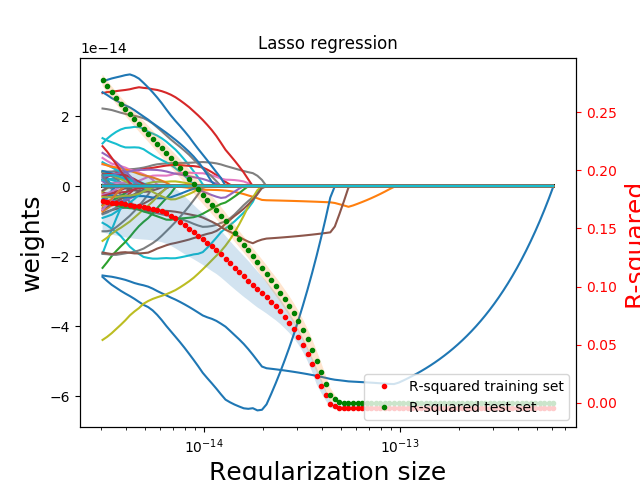 Lasso regression
1e−14
2
0
−2
−4
−6
weights
0.25
0.20
0.15
0.10
0.05
0.00
R-squared
R-squared training set
R-squared test set
10−14
10−13
Regularization size